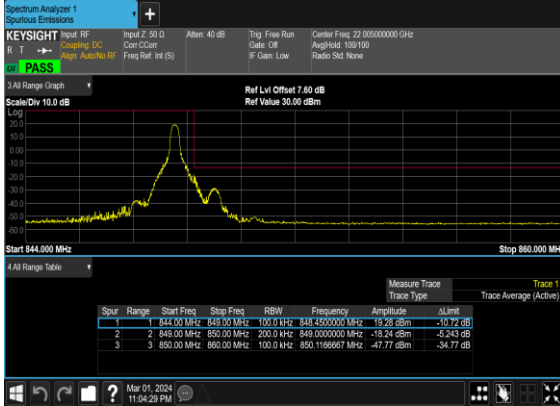 Spectrum Analyzer 1
Spurious Emissions
+
KEYSIGHT Input: RF Input Z: 50 Ω Atten: 40 dB Trig: Free Run Center Freq: 22.005000000 GHz
R T Coupling: DC Corr CCorr Gate: Off Avg|Hold: 100/100
Align: Auto/No RF Freq Ref: Int (S) IF Gain: Low Radio Std: None
PASS
3 All Range Graph
Ref Lvl Offset 7.60 dB
Scale/Div 10.0 dB Ref Value 30.00 dBm
Log
20.0
10.0
0.00
-10.0
-20.0
-30.0
-40.0
-50.0
-60.0
Start 844.000 MHz Stop 860.000 MH
4 All Range Table
Measure Trace Trace 1
Trace Type Trace Average (Active)
Spur Range Start Freq Stop Freq RBW Frequency Amplitude ΔLimit
1 1 844.00 MHz 849.00 MHz 100.0 kHz 848.4500000 MHz 19.28 dBm -10.72 dB
2 2 849.00 MHz 850.00 MHz 200.0 kHz 849.0000000 MHz -18.24 dBm -5.243 dB
3 3 850.00 MHz 860.00 MHz 100.0 kHz 850.1166667 MHz -47.77 dBm -34.77 dB
? Mar 01, 2024
11:04:29 PM